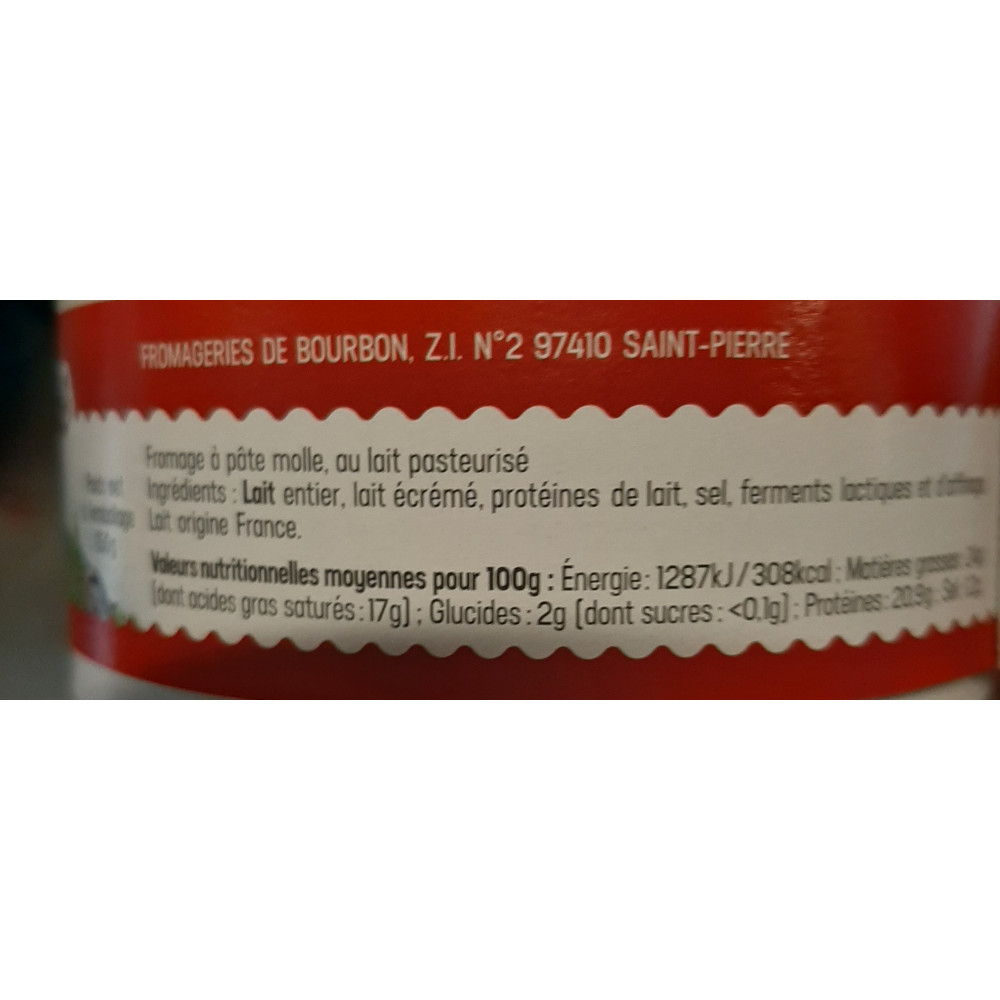 FROMAGERIES DE BOURBON, Z.I. N°2 97410 SAINT-PIERRE
Fromage à pâte molle, au lait pasteurisé
Ingrédients : Lait entier, lait écrémé, protéines de lait, sel, ferments lactiques et d'affinage.
Lait origine France.
Valeurs nutritionnelles moyennes pour 100g : Énergie : 1287kJ / 308kcal ; Matières grasses :
(dont acides gras saturés : 17g) ; Glucides : 2g (dont sucres : <0,1g) ; Protéines : 20,9g ; Sel :